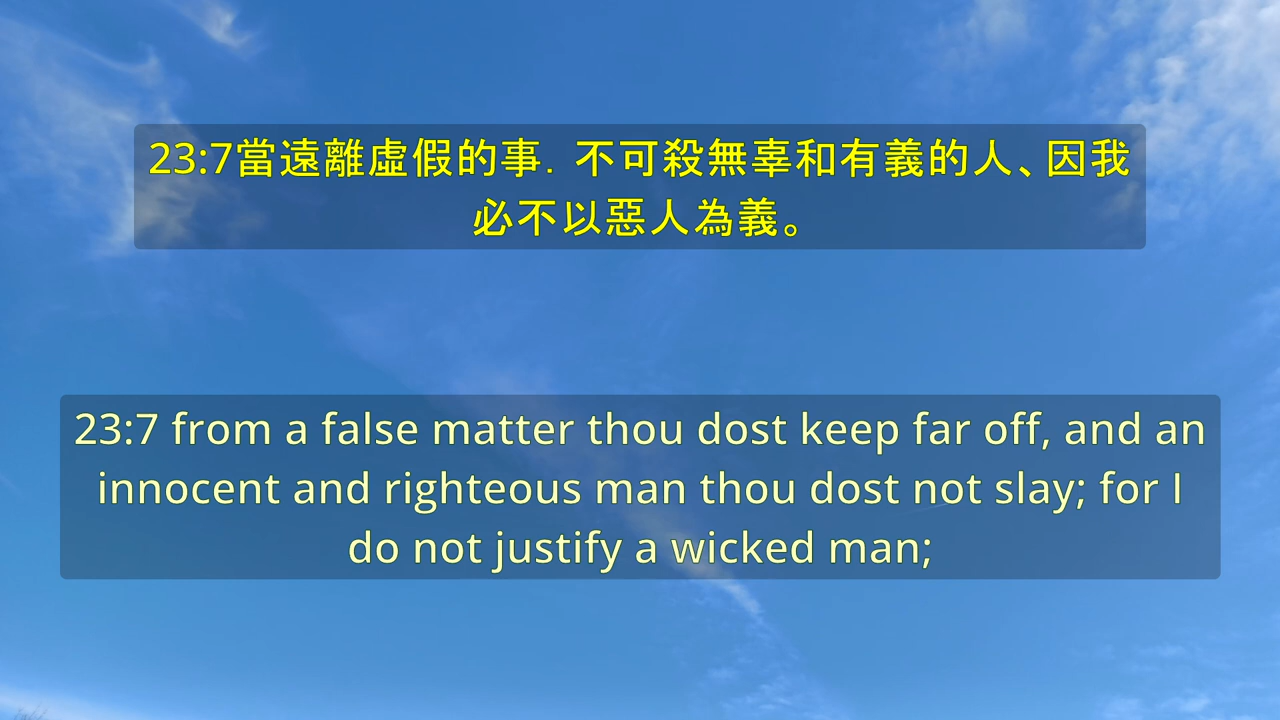 23:7當遠離虛假的事．不可殺無辜和有義的人、因我
必不以惡人為義。
23:7 from a false matter thou dost keep far off, and an
innocent and righteous man thou dost not slay; for I
do not justify a wicked man;